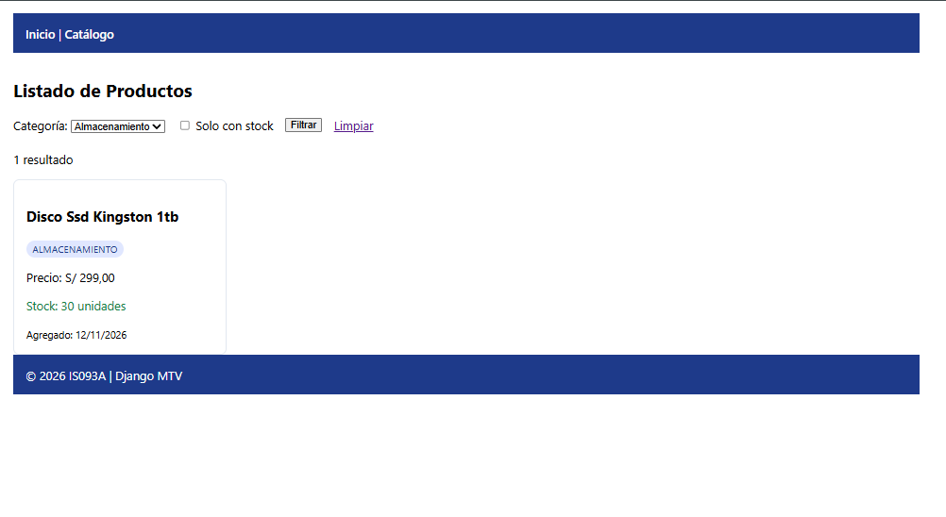 Inicio | Catálogo
Listado de Productos
Categoría: Almacenamiento Solo con stock Filtrar Limpiar
1 resultado
Disco Ssd Kingston 1tb
ALMACENAMIENTO
Precio: S/ 299,00
Stock: 30 unidades
Agregado: 12/11/2026
© 2026 IS093A | Django MTV